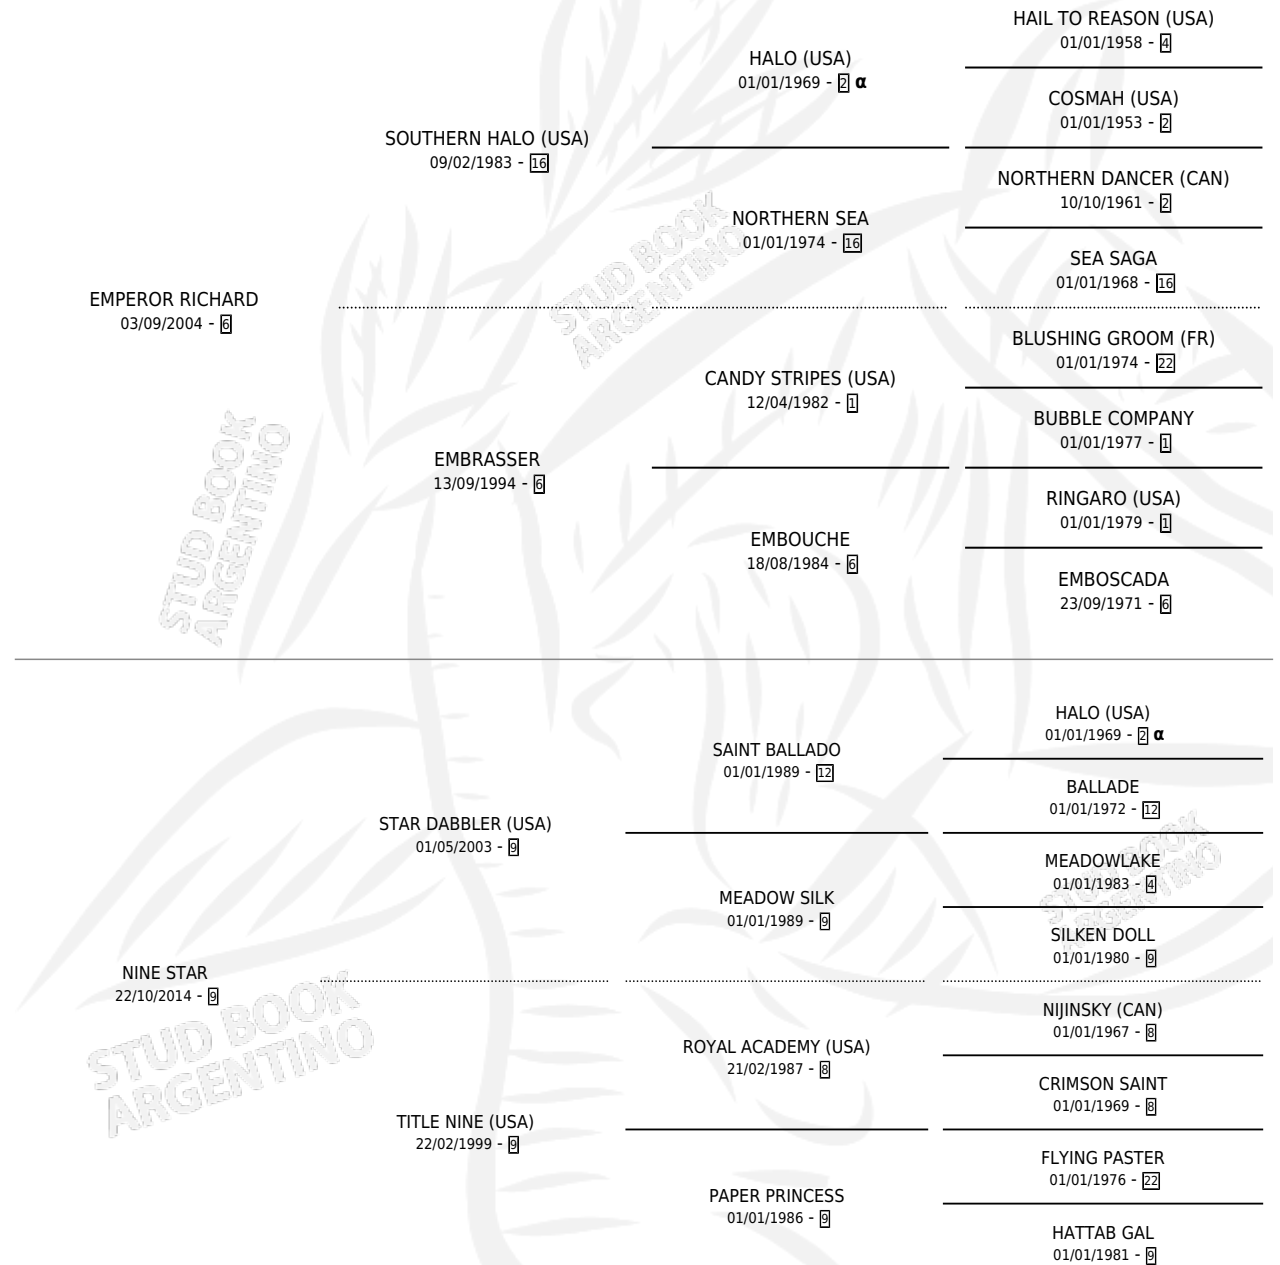 HAIL TO REASON (USA)
01/01/1958 - 4
HALO (USA)
01/01/1969 - 2 α
COSMAH (USA)
01/01/1953 - 2
SOUTHERN HALO (USA)
09/02/1983 - 16
NORTHERN DANCER (CAN)
10/10/1961 - 2
NORTHERN SEA
01/01/1974 - 16
SEA SAGA
01/01/1968 - 16
STUD BOOK
ARGENTINO
EMPEROR RICHARD
03/09/2004 - 6
BLUSHING GROOM (FR)
01/01/1974 - 22
CANDY STRIPES (USA)
12/04/1982 - 1
BUBBLE COMPANY
01/01/1977 - 1
EMBRASSER
13/09/1994 - 6
RINGARO (USA)
01/01/1979 - 1
EMBOUCHE
18/08/1984 - 6
EMBOSCADA
23/09/1971 - 6
STUD BOOK
ARGENTINO
HALO (USA)
01/01/1969 - 2 α
SAINT BALLADO
01/01/1989 - 12
BALLADE
01/01/1972 - 12
STAR DABBLER (USA)
01/05/2003 - 9
MEADOWLAKE
01/01/1983 - 4
MEADOW SILK
01/01/1989 - 9
SILKEN DOLL
01/01/1980 - 9
STUD BOOK
ARGENTINO
NINE STAR
22/10/2014 - 9
NIJINSKY (CAN)
01/01/1967 - 8
ROYAL ACADEMY (USA)
21/02/1987 - 8
CRIMSON SAINT
01/01/1969 - 8
STUD BOOK
ARGENTINO
TITLE NINE (USA)
22/02/1999 - 9
FLYING PASTER
01/01/1976 - 22
PAPER PRINCESS
01/01/1986 - 9
HATTAB GAL
01/01/1981 - 9